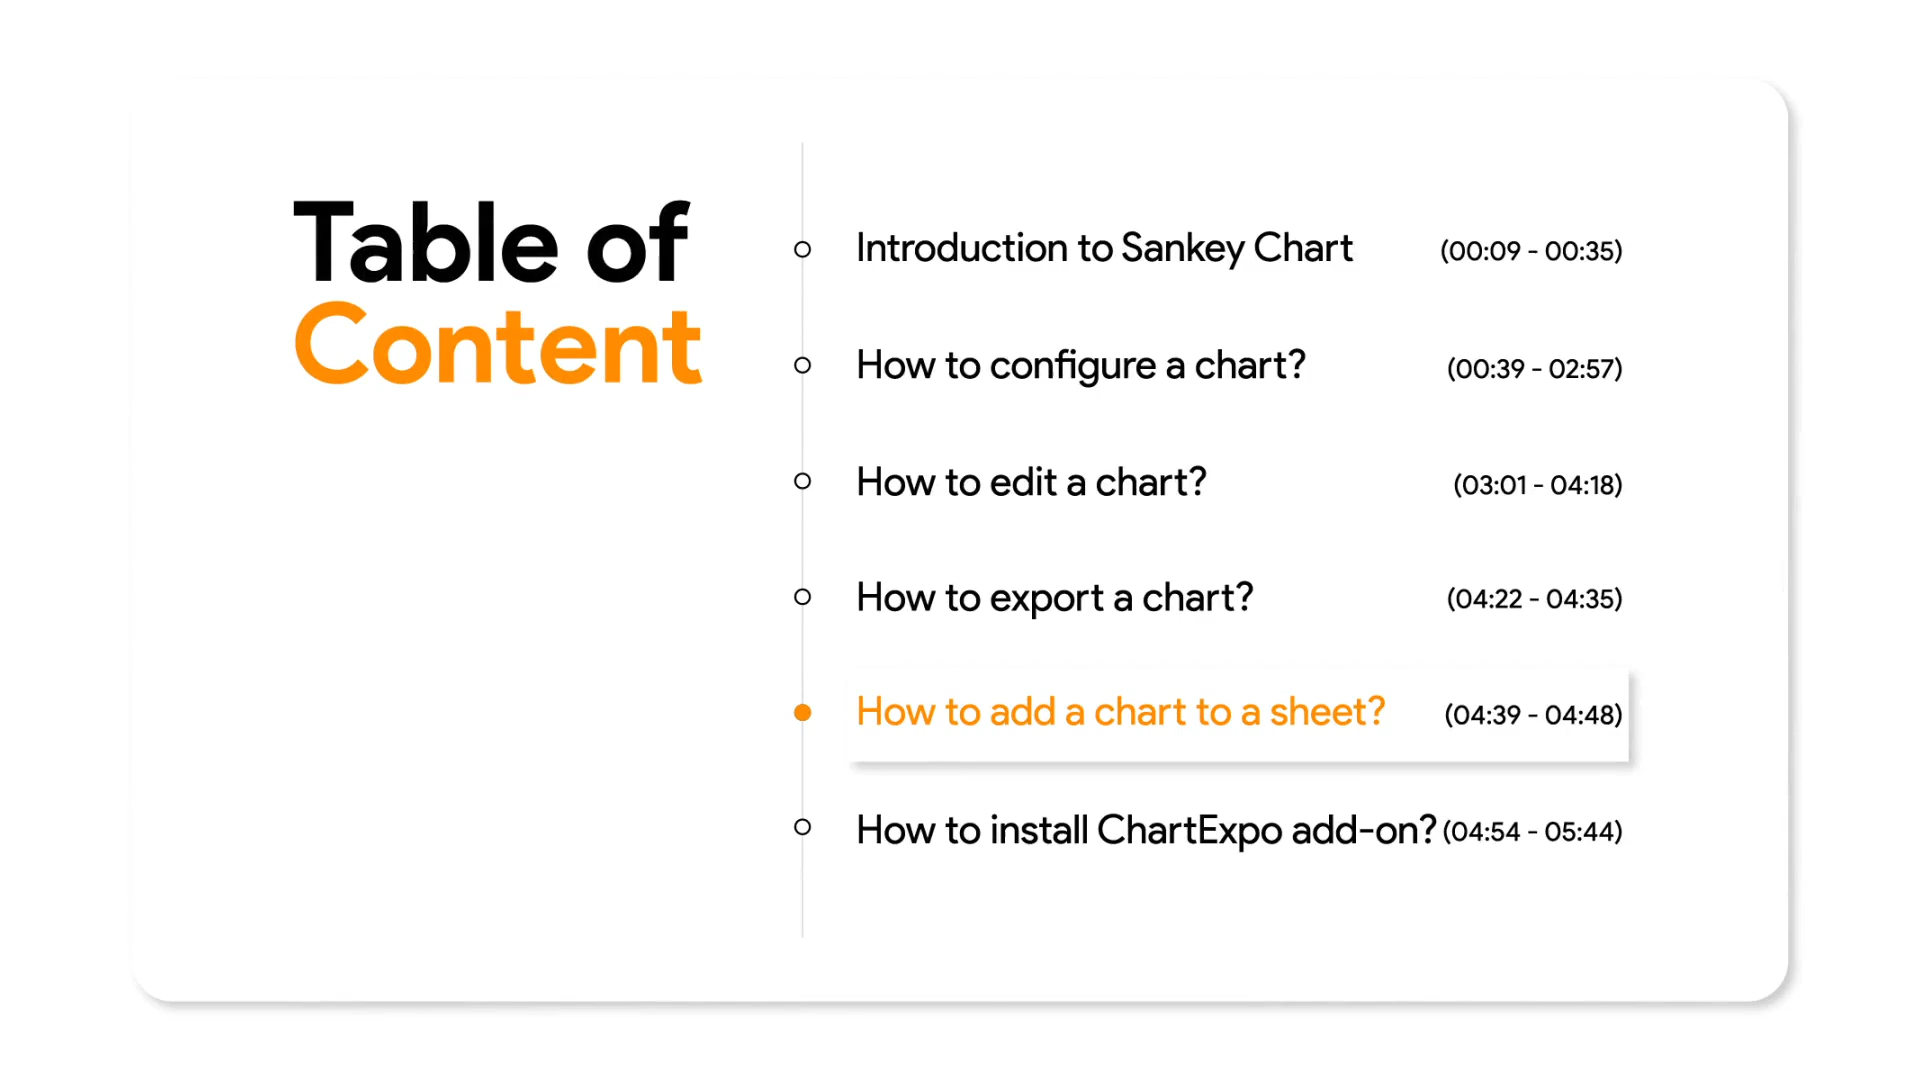 Table of
Content
Introduction to Sankey Chart (00:09 - 00:35)
How to configure a chart? (00:39 - 02:57)
How to edit a chart? (03:01 - 04:18)
How to export a chart? (04:22 - 04:35)
How to add a chart to a sheet? (04:39 - 04:48)
How to install ChartExpo add-on? (04:54 - 05:44)